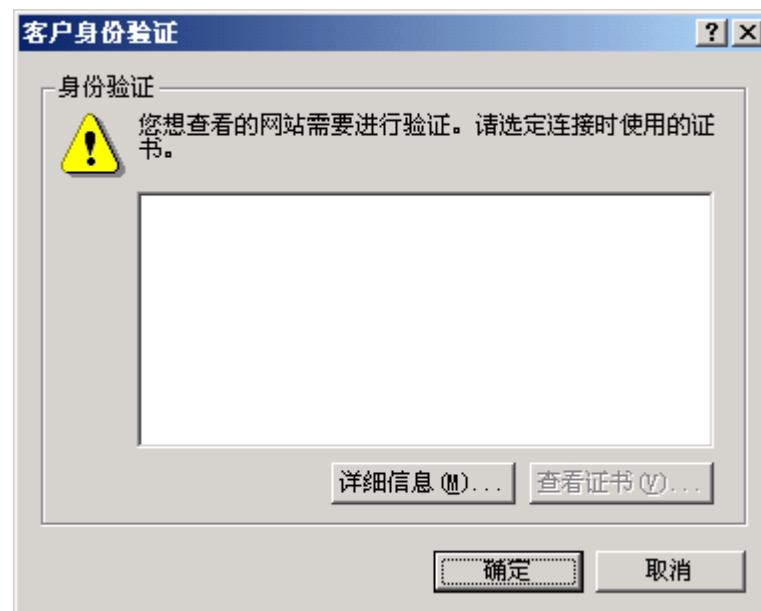 客户身份验证
身份验证
您想查看的网站需要进行验证。请选定连接时使用的证
书。
详细信息(M)... 查看证书(V)...
确定 取消